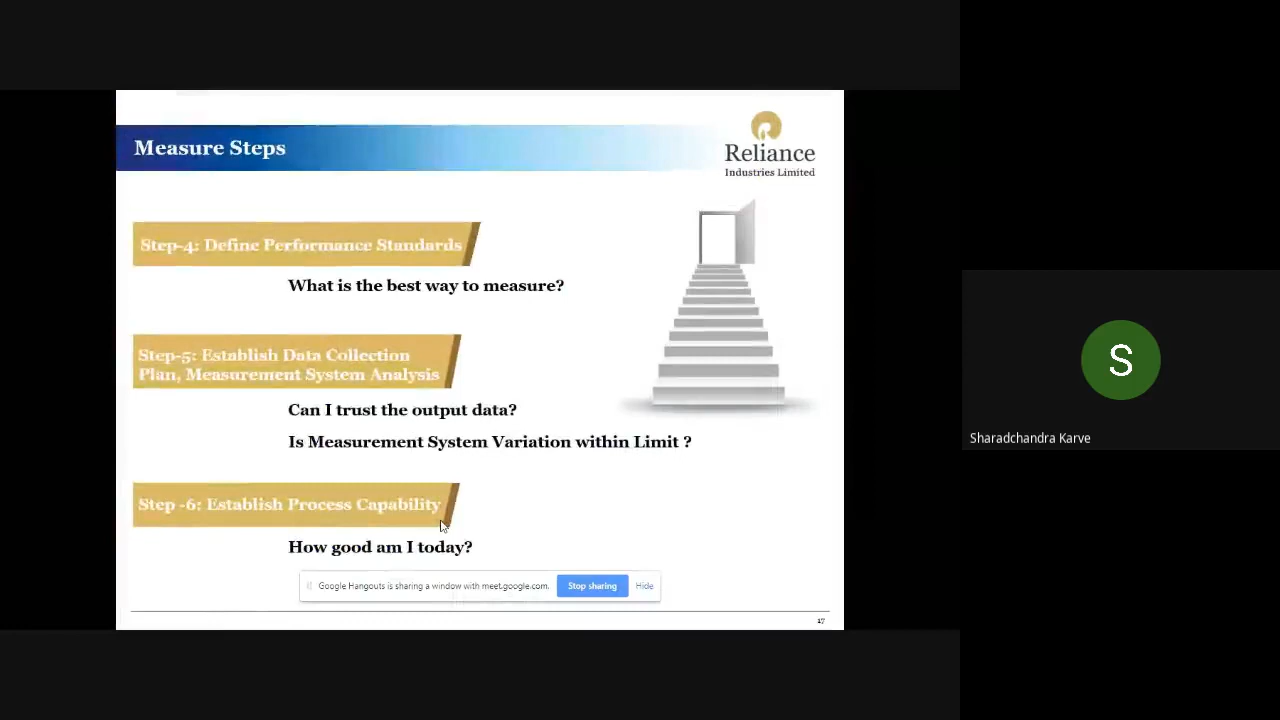 Measure Steps
Reliance
Industries Limited
Step-4: Define Performance Standards
What is the best way to measure?
Step-5: Establish Data Collection
Plan, Measurement System Analysis
Can I trust the output data?
Is Measurement System Variation within Limit ?
Step -6: Establish Process Capability
How good am I today?
Google Hangouts is sharing a window with meet.google.com. Stop sharing Hide
17
S
Sharadchandra Karve